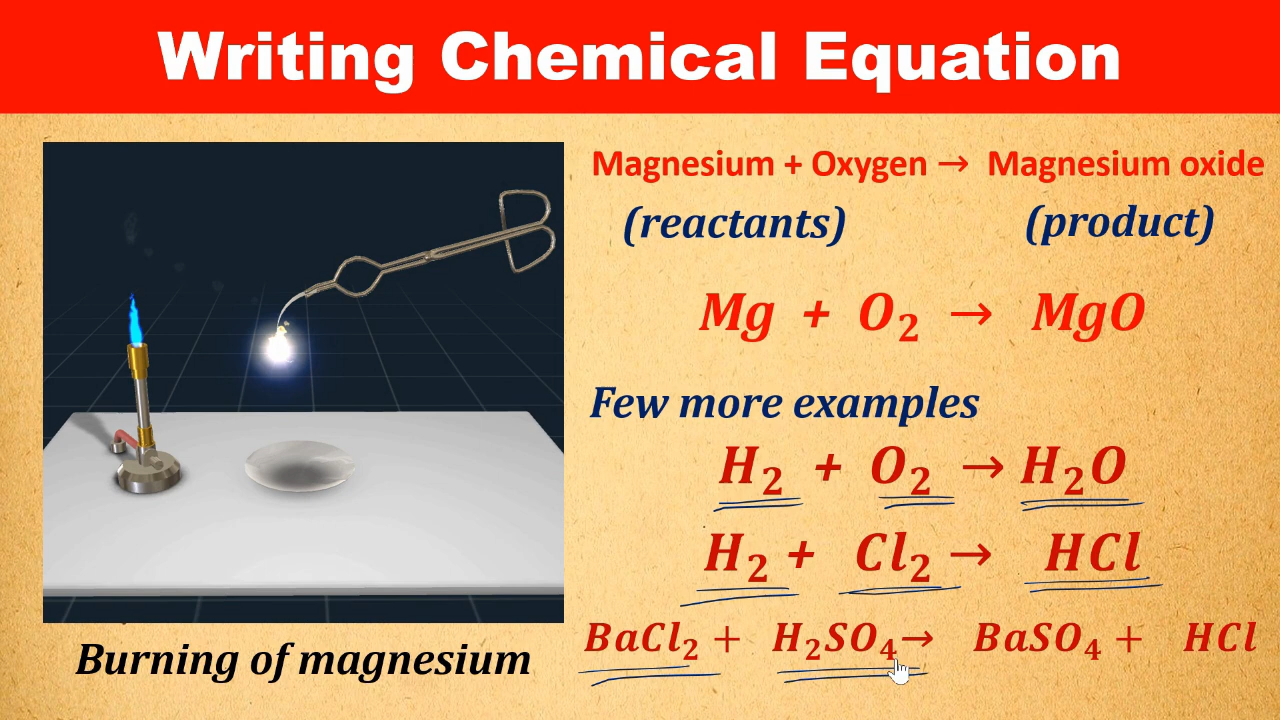 Writing Chemical Equation
Magnesium + Oxygen → Magnesium oxide
(reactants) (product)
Mg + O₂ → MgO
Few more examples
H₂ + O₂ → H₂O
H₂ + Cl₂ → HCl
BaCl₂ + H₂SO₄ → BaSO₄ + HCl
Burning of magnesium